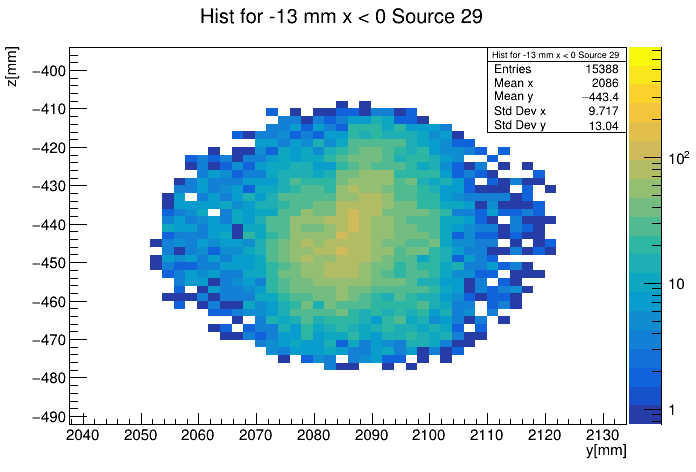 Hist for -13 mm x < 0 Source 29
z[mm]
Hist for -13 mm x < 0 Source 29
Entries 15388
Mean x 2086
Mean y −443.4
Std Dev x 9.717
Std Dev y 13.04
−400
−410
−420
−430
−440
−450
−460
−470
−480
−490
10²
10
1
2040 2050 2060 2070 2080 2090 2100 2110 2120 2130
y[mm]